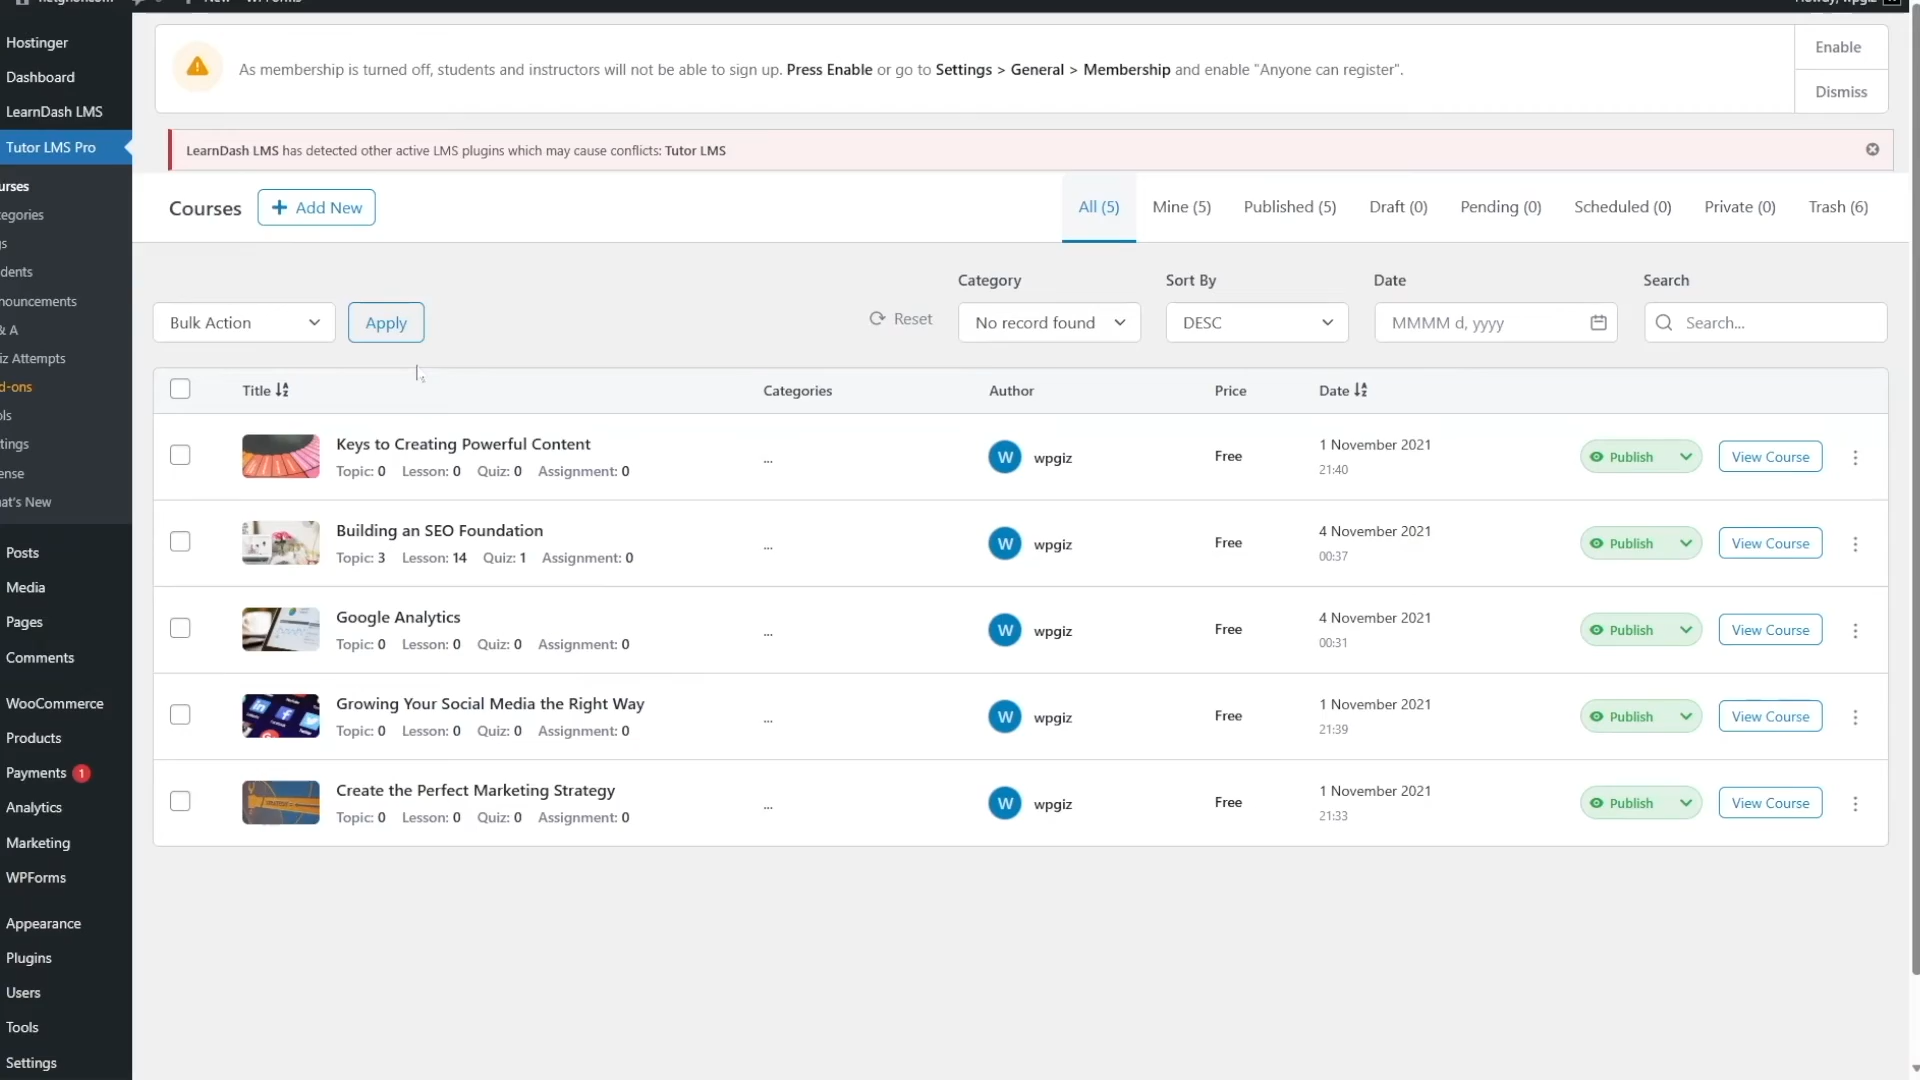 New
WPForms
Hostinger
Dashboard
LearnDash LMS
Tutor LMS Pro
urses
egories
gs
dents
nouncements
& A
iz Attempts
d-ons
ols
tings
ense
at's New
Posts
Media
Pages
Comments
WooCommerce
Products
Payments 1
Analytics
Marketing
WPForms
Appearance
Plugins
Users
Tools
Settings
As membership is turned off, students and instructors will not be able to sign up. Press Enable or go to Settings > General > Membership and enable "Anyone can register".
Enable
Dismiss
LearnDash LMS has detected other active LMS plugins which may cause conflicts: Tutor LMS
Courses
+ Add New
All (5) Mine (5) Published (5) Draft (0) Pending (0) Scheduled (0) Private (0) Trash (6)
Category Sort By Date Search
Bulk Action Apply Reset No record found DESC MMMM d, yyyy Search...
Title Categories Author Price Date
Keys to Creating Powerful Content
Topic: 0 Lesson: 0 Quiz: 0 Assignment: 0
... W wpgiz Free
1 November 2021
21:40
Publish View Course
Building an SEO Foundation
Topic: 3 Lesson: 14 Quiz: 1 Assignment: 0
... W wpgiz Free
4 November 2021
00:37
Publish View Course
Google Analytics
Topic: 0 Lesson: 0 Quiz: 0 Assignment: 0
... W wpgiz Free
4 November 2021
00:31
Publish View Course
Growing Your Social Media the Right Way
Topic: 0 Lesson: 0 Quiz: 0 Assignment: 0
... W wpgiz Free
1 November 2021
21:39
Publish View Course
Create the Perfect Marketing Strategy
Topic: 0 Lesson: 0 Quiz: 0 Assignment: 0
... W wpgiz Free
1 November 2021
21:33
Publish View Course